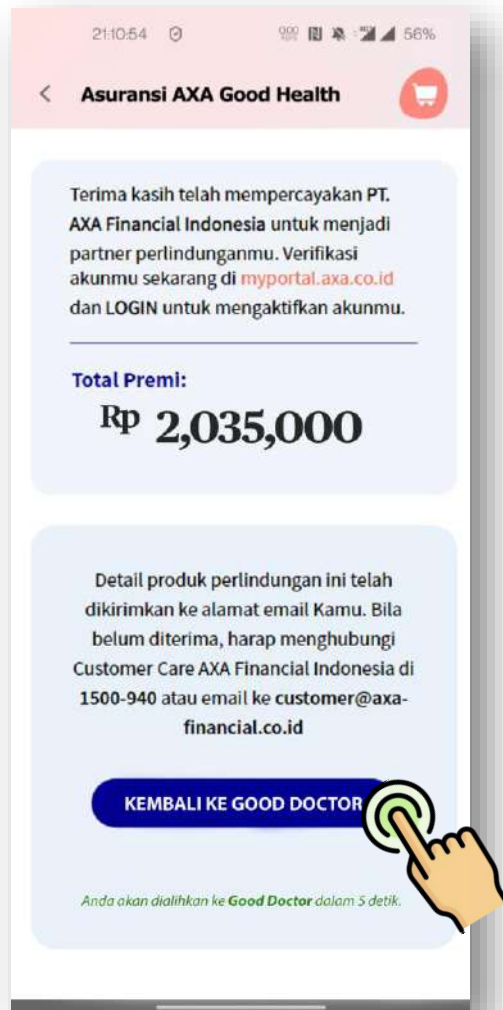 21:10:54
56%
Asuransi AXA Good Health
Terima kasih telah mempercayakan PT.
AXA Financial Indonesia untuk menjadi
partner perlindunganmu. Verifikasi
akunmu sekarang di myportal.axa.co.id
dan LOGIN untuk mengaktifkan akunmu.
Total Premi:
Rp 2,035,000
Detail produk perlindungan ini telah
dikirimkan ke alamat email Kamu. Bila
belum diterima, harap menghubungi
Customer Care AXA Financial Indonesia di
1500-940 atau email ke customer@axa-
financial.co.id
KEMBALI KE GOOD DOCTOR
Anda akan dialihkan ke Good Doctor dalam 5 detik.